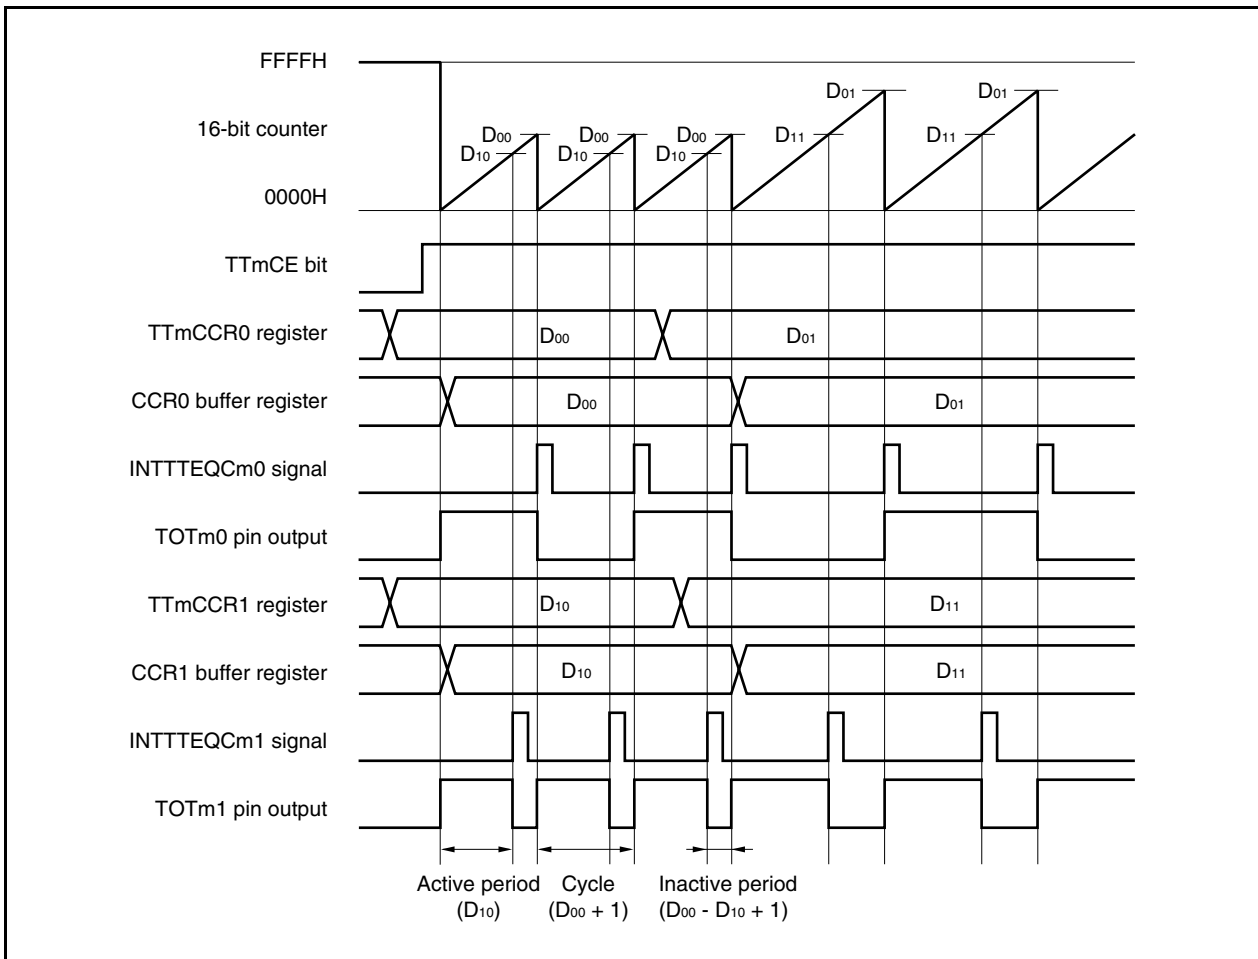 FFFFH
D01 D01
16-bit counter D00 D00 D00 D11 D11
D10 D10 D10
0000H
TTmCE bit
TTmCCR0 register D00 D01
CCR0 buffer register D00 D01
INTTTEQCm0 signal
TOTm0 pin output
TTmCCR1 register D10 D11
CCR1 buffer register D10 D11
INTTTEQCm1 signal
TOTm1 pin output
Active period Cycle Inactive period
(D10) (D00 + 1) (D00 - D10 + 1)